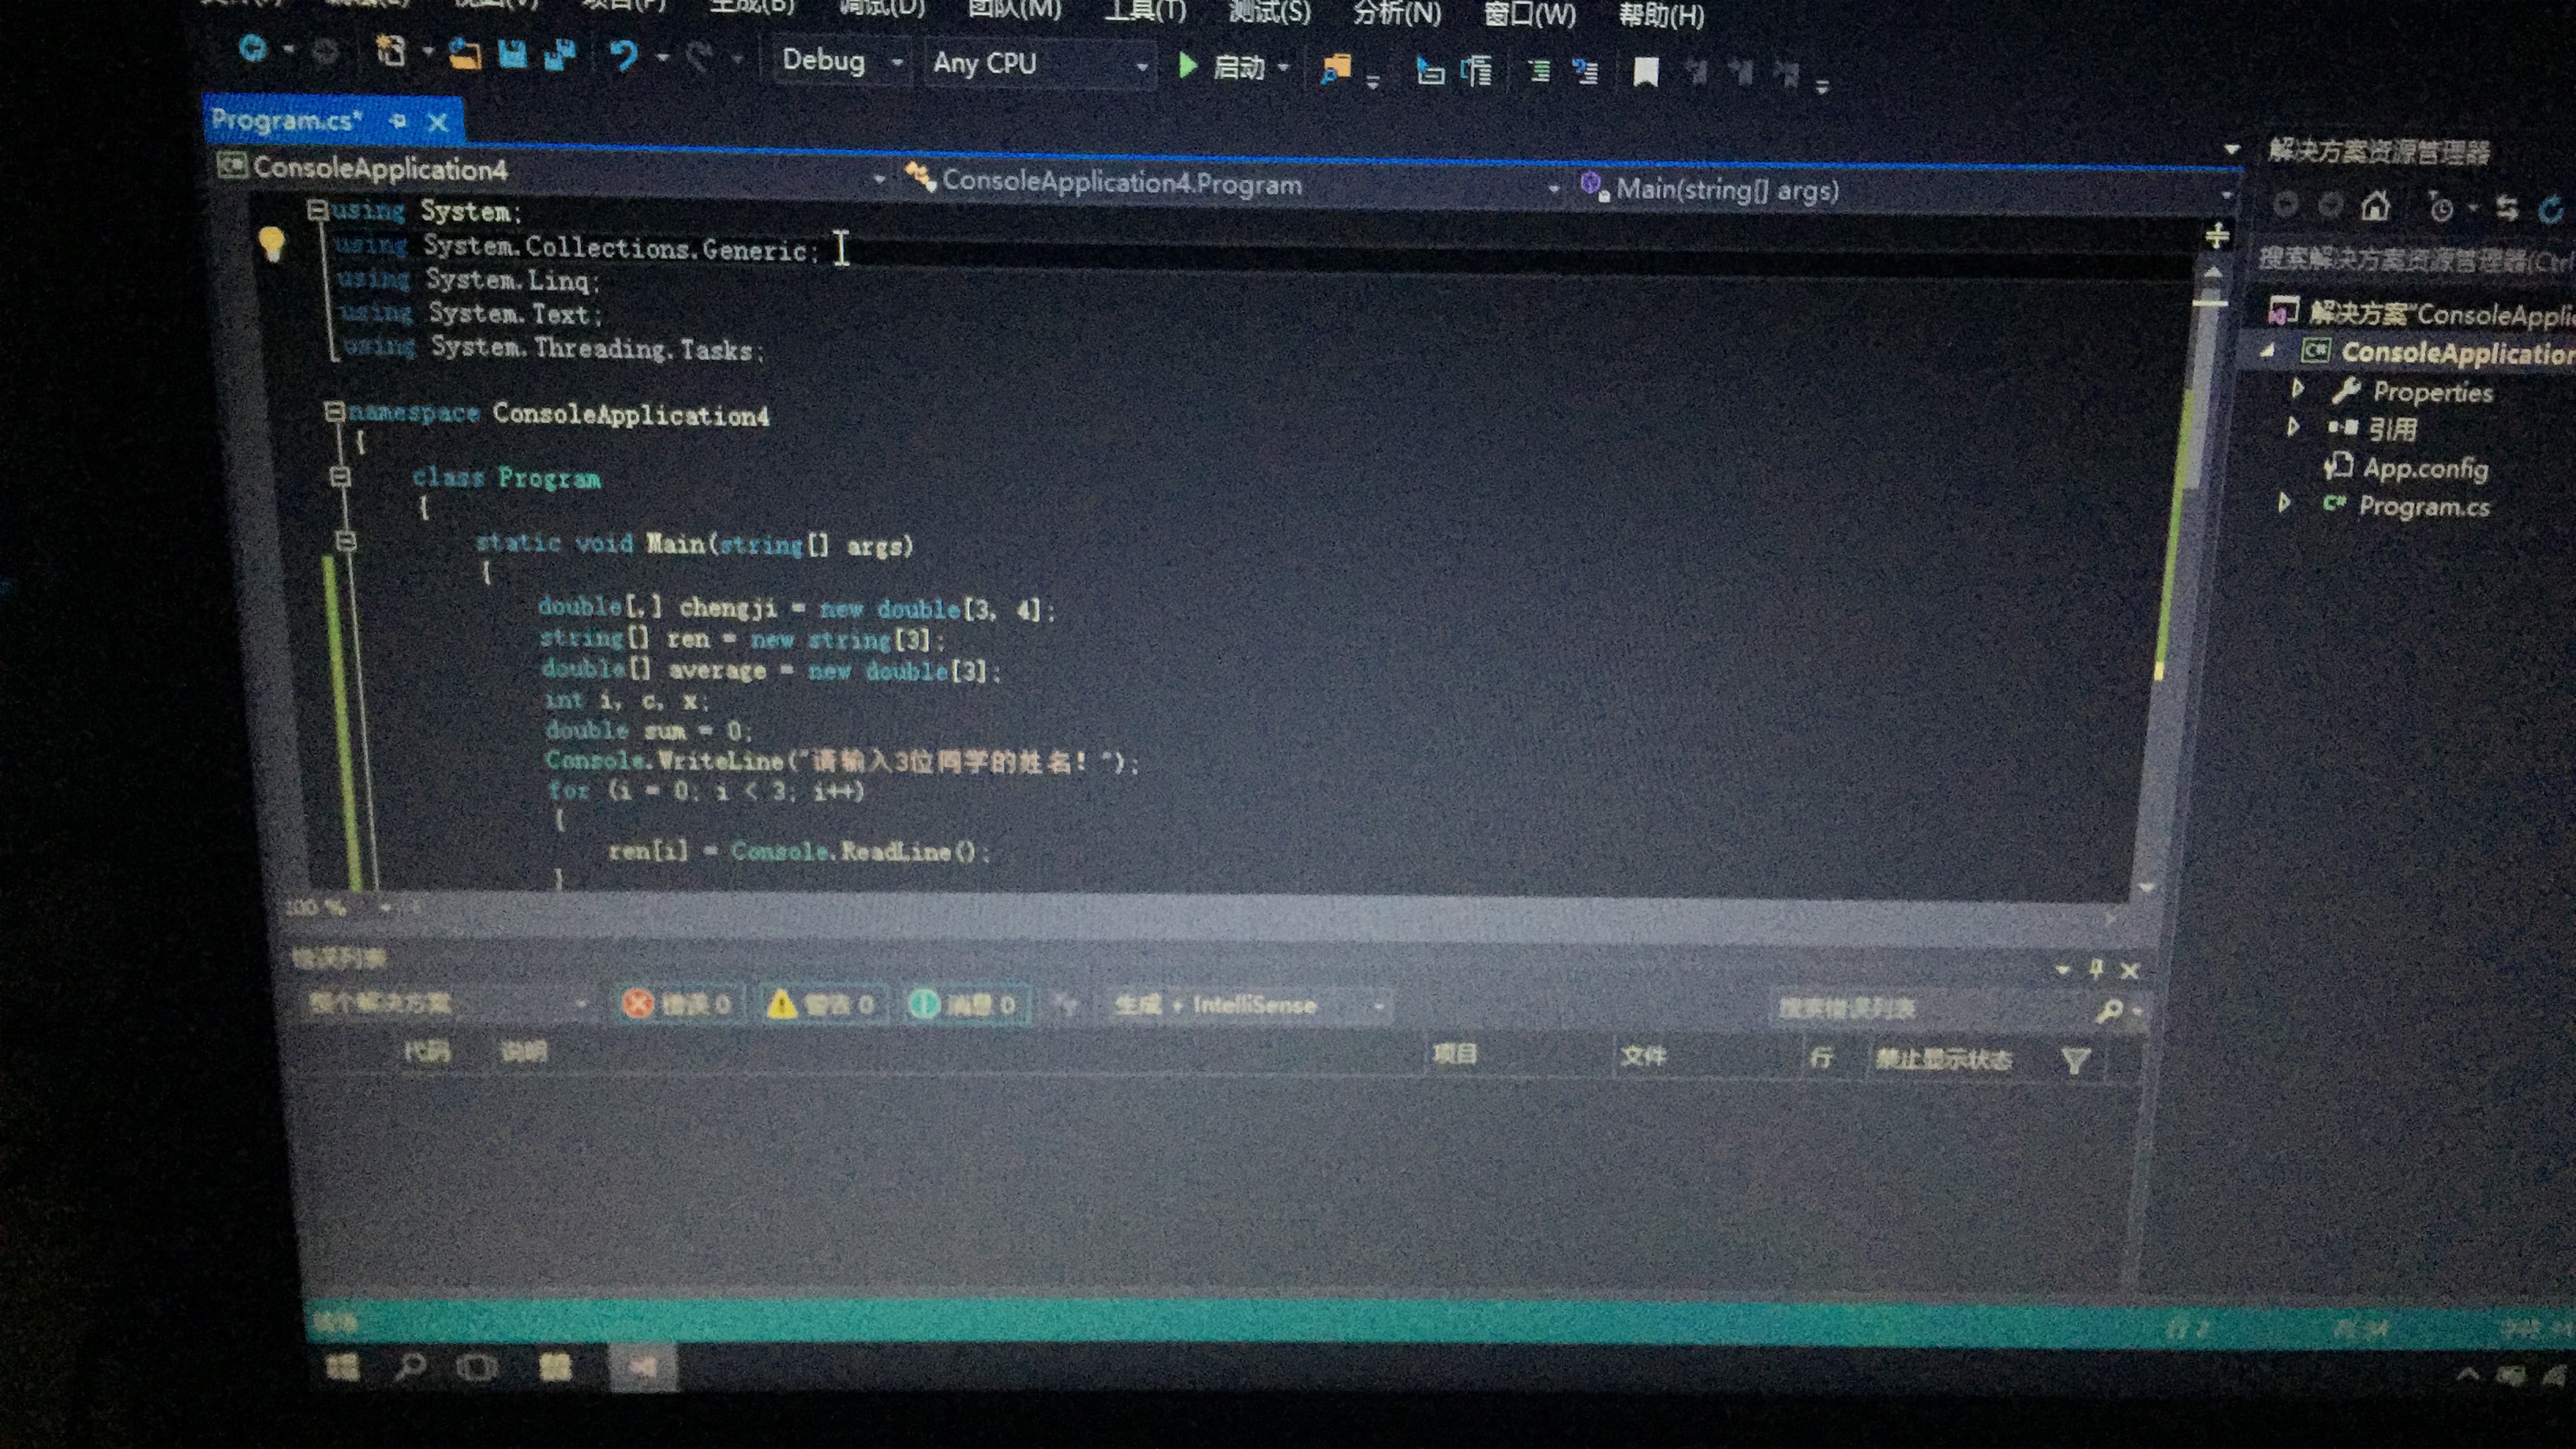 生成(B) 调试(D) 团队(M) 工具(T) 测试(S) 分析(N) 窗口(W) 帮助(H)
Debug Any CPU 启动
Program.cs*
ConsoleApplication4 ConsoleApplication4.Program Main(string[] args)
using System;
using System.Collections.Generic;
using System.Linq;
using System.Text;
using System.Threading.Tasks;
namespace ConsoleApplication4
{
class Program
{
static void Main(string[] args)
{
double[,] chengji = new double[3, 4];
string[] ren = new string[3];
double[] average = new double[3];
int i, c, x;
double sum = 0;
Console.WriteLine("请输入3位同学的姓名！");
for (i = 0; i < 3; i++)
{
ren[i] = Console.ReadLine();
}
100 %
错误列表
整个解决方案 错误 0 警告 0 消息 0 生成 + IntelliSense 搜索错误列表
代码 说明 项目 文件 行 禁止显示状态
解决方案资源管理器
搜索解决方案资源管理器(Ctrl
解决方案"ConsoleApplic
ConsoleApplication
Properties
引用
App.config
C# Program.cs